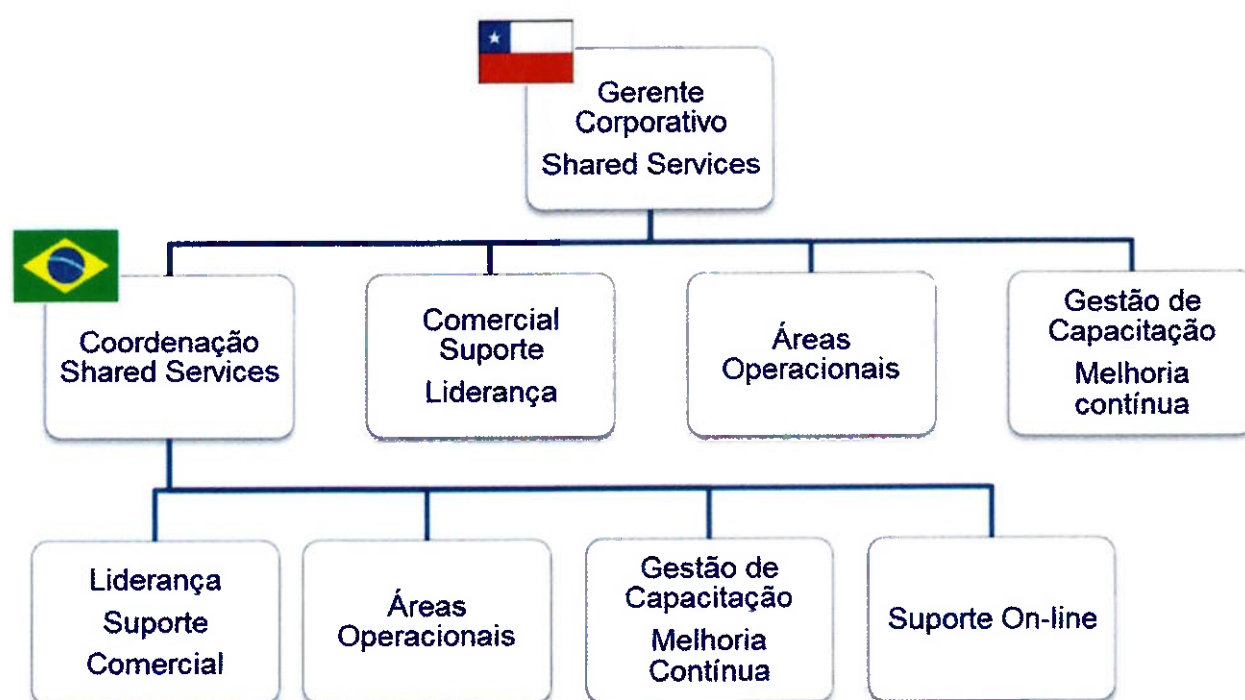 Gerente
Corporativo
Shared Services
Coordenação
Shared Services
Comercial
Suporte
Liderança
Áreas
Operacionais
Gestão de
Capacitação
Melhoria
contínua
Liderança
Suporte
Comercial
Áreas
Operacionais
Gestão de
Capacitação
Melhoria
Contínua
Suporte On-line